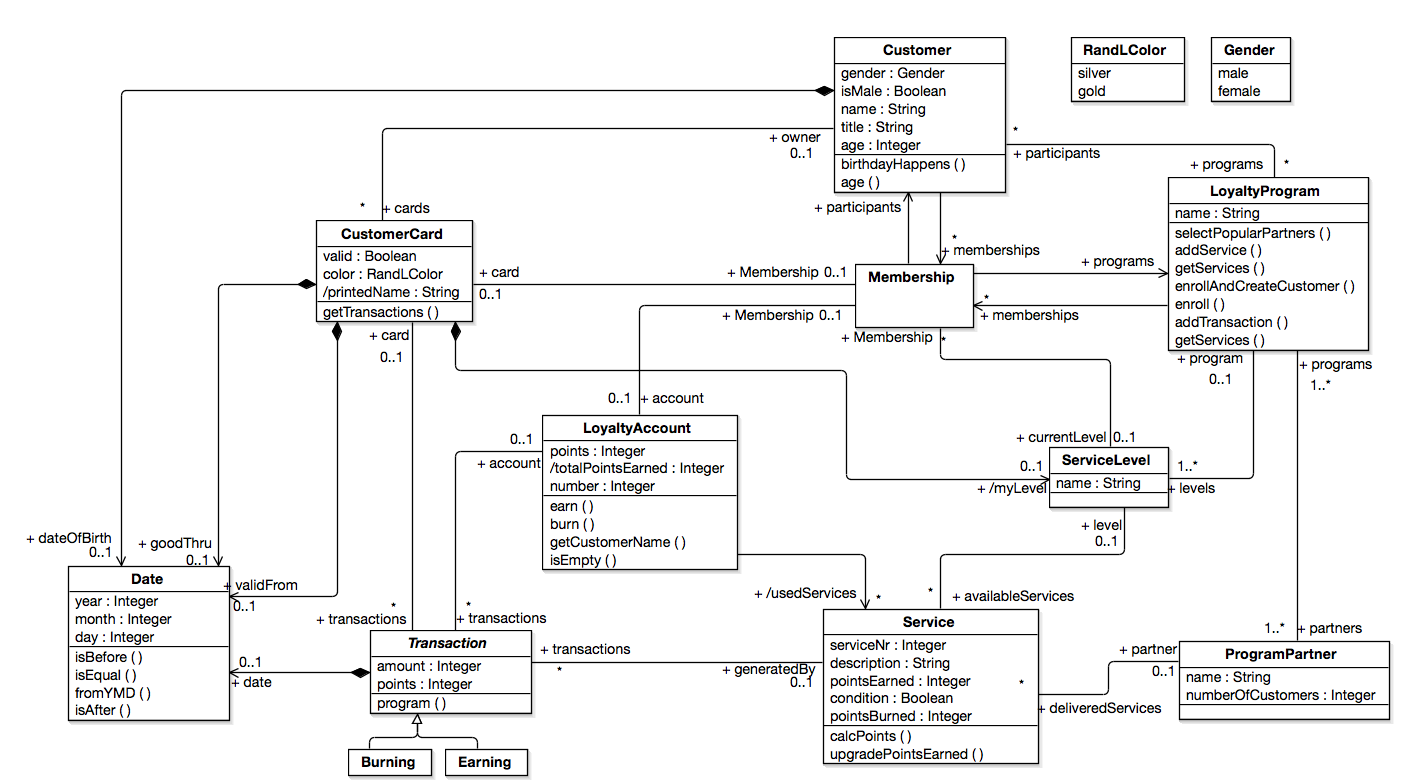 Customer
gender : Gender
isMale : Boolean
name : String
title : String
age : Integer
birthdayHappens ( )
age ( )
RandLColor
silver
gold
Gender
male
female
+ owner
0..1
*
+ participants
+ programs
*
LoyaltyProgram
name : String
selectPopularPartners ( )
addService ( )
getServices ( )
enrollAndCreateCustomer ( )
enroll ( )
addTransaction ( )
getServices ( )
*
+ cards
+ participants
*
+ memberships
CustomerCard
valid : Boolean
color : RandLColor
/printedName : String
getTransactions ( )
+ card
0..1
+ Membership 0..1
Membership
+ programs
*
+ memberships
+ Membership 0..1
+ Membership
*
+ card
0..1
+ program
0..1
+ programs
1..*
0..1
+ account
LoyaltyAccount
points : Integer
/totalPointsEarned : Integer
number : Integer
earn ( )
burn ( )
getCustomerName ( )
isEmpty ( )
0..1
+ account
+ currentLevel
0..1
ServiceLevel
name : String
0..1
+ /myLevel
1..*
+ levels
+ level
0..1
+ dateOfBirth
0..1
+ goodThru
0..1
Date
year : Integer
month : Integer
day : Integer
isBefore ( )
isEqual ( )
fromYMD ( )
isAfter ( )
+ validFrom
0..1
*
+ transactions
*
+ transactions
+ /usedServices
*
*
+ availableServices
Transaction
amount : Integer
points : Integer
program ( )
0..1
+ date
+ transactions
*
+ generatedBy
0..1
Service
serviceNr : Integer
description : String
pointsEarned : Integer
condition : Boolean
pointsBurned : Integer
calcPoints ( )
upgradePointsEarned ( )
*
+ deliveredServices
+ partner
0..1
1..*
+ partners
ProgramPartner
name : String
numberOfCustomers : Integer
Burning
Earning